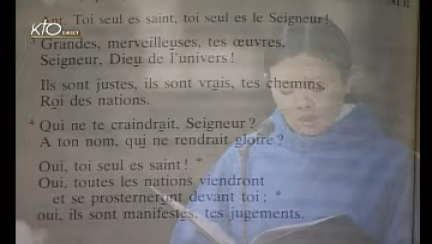 KTO
DIRECT
Ant. Toi seul es saint, toi seul es le Seigneur !
Grandes, merveilleuses, tes œuvres,
Seigneur, Dieu de l'univers !
Ils sont justes, ils sont vrais, tes chemins,
Roi des nations.
Qui ne te craindrait, Seigneur ?
A ton nom, qui ne rendrait gloire ?
Oui, toi seul es saint ! *
Oui, toutes les nations viendront
et se prosterneront devant toi ; *
oui, ils sont manifestes, tes jugements.